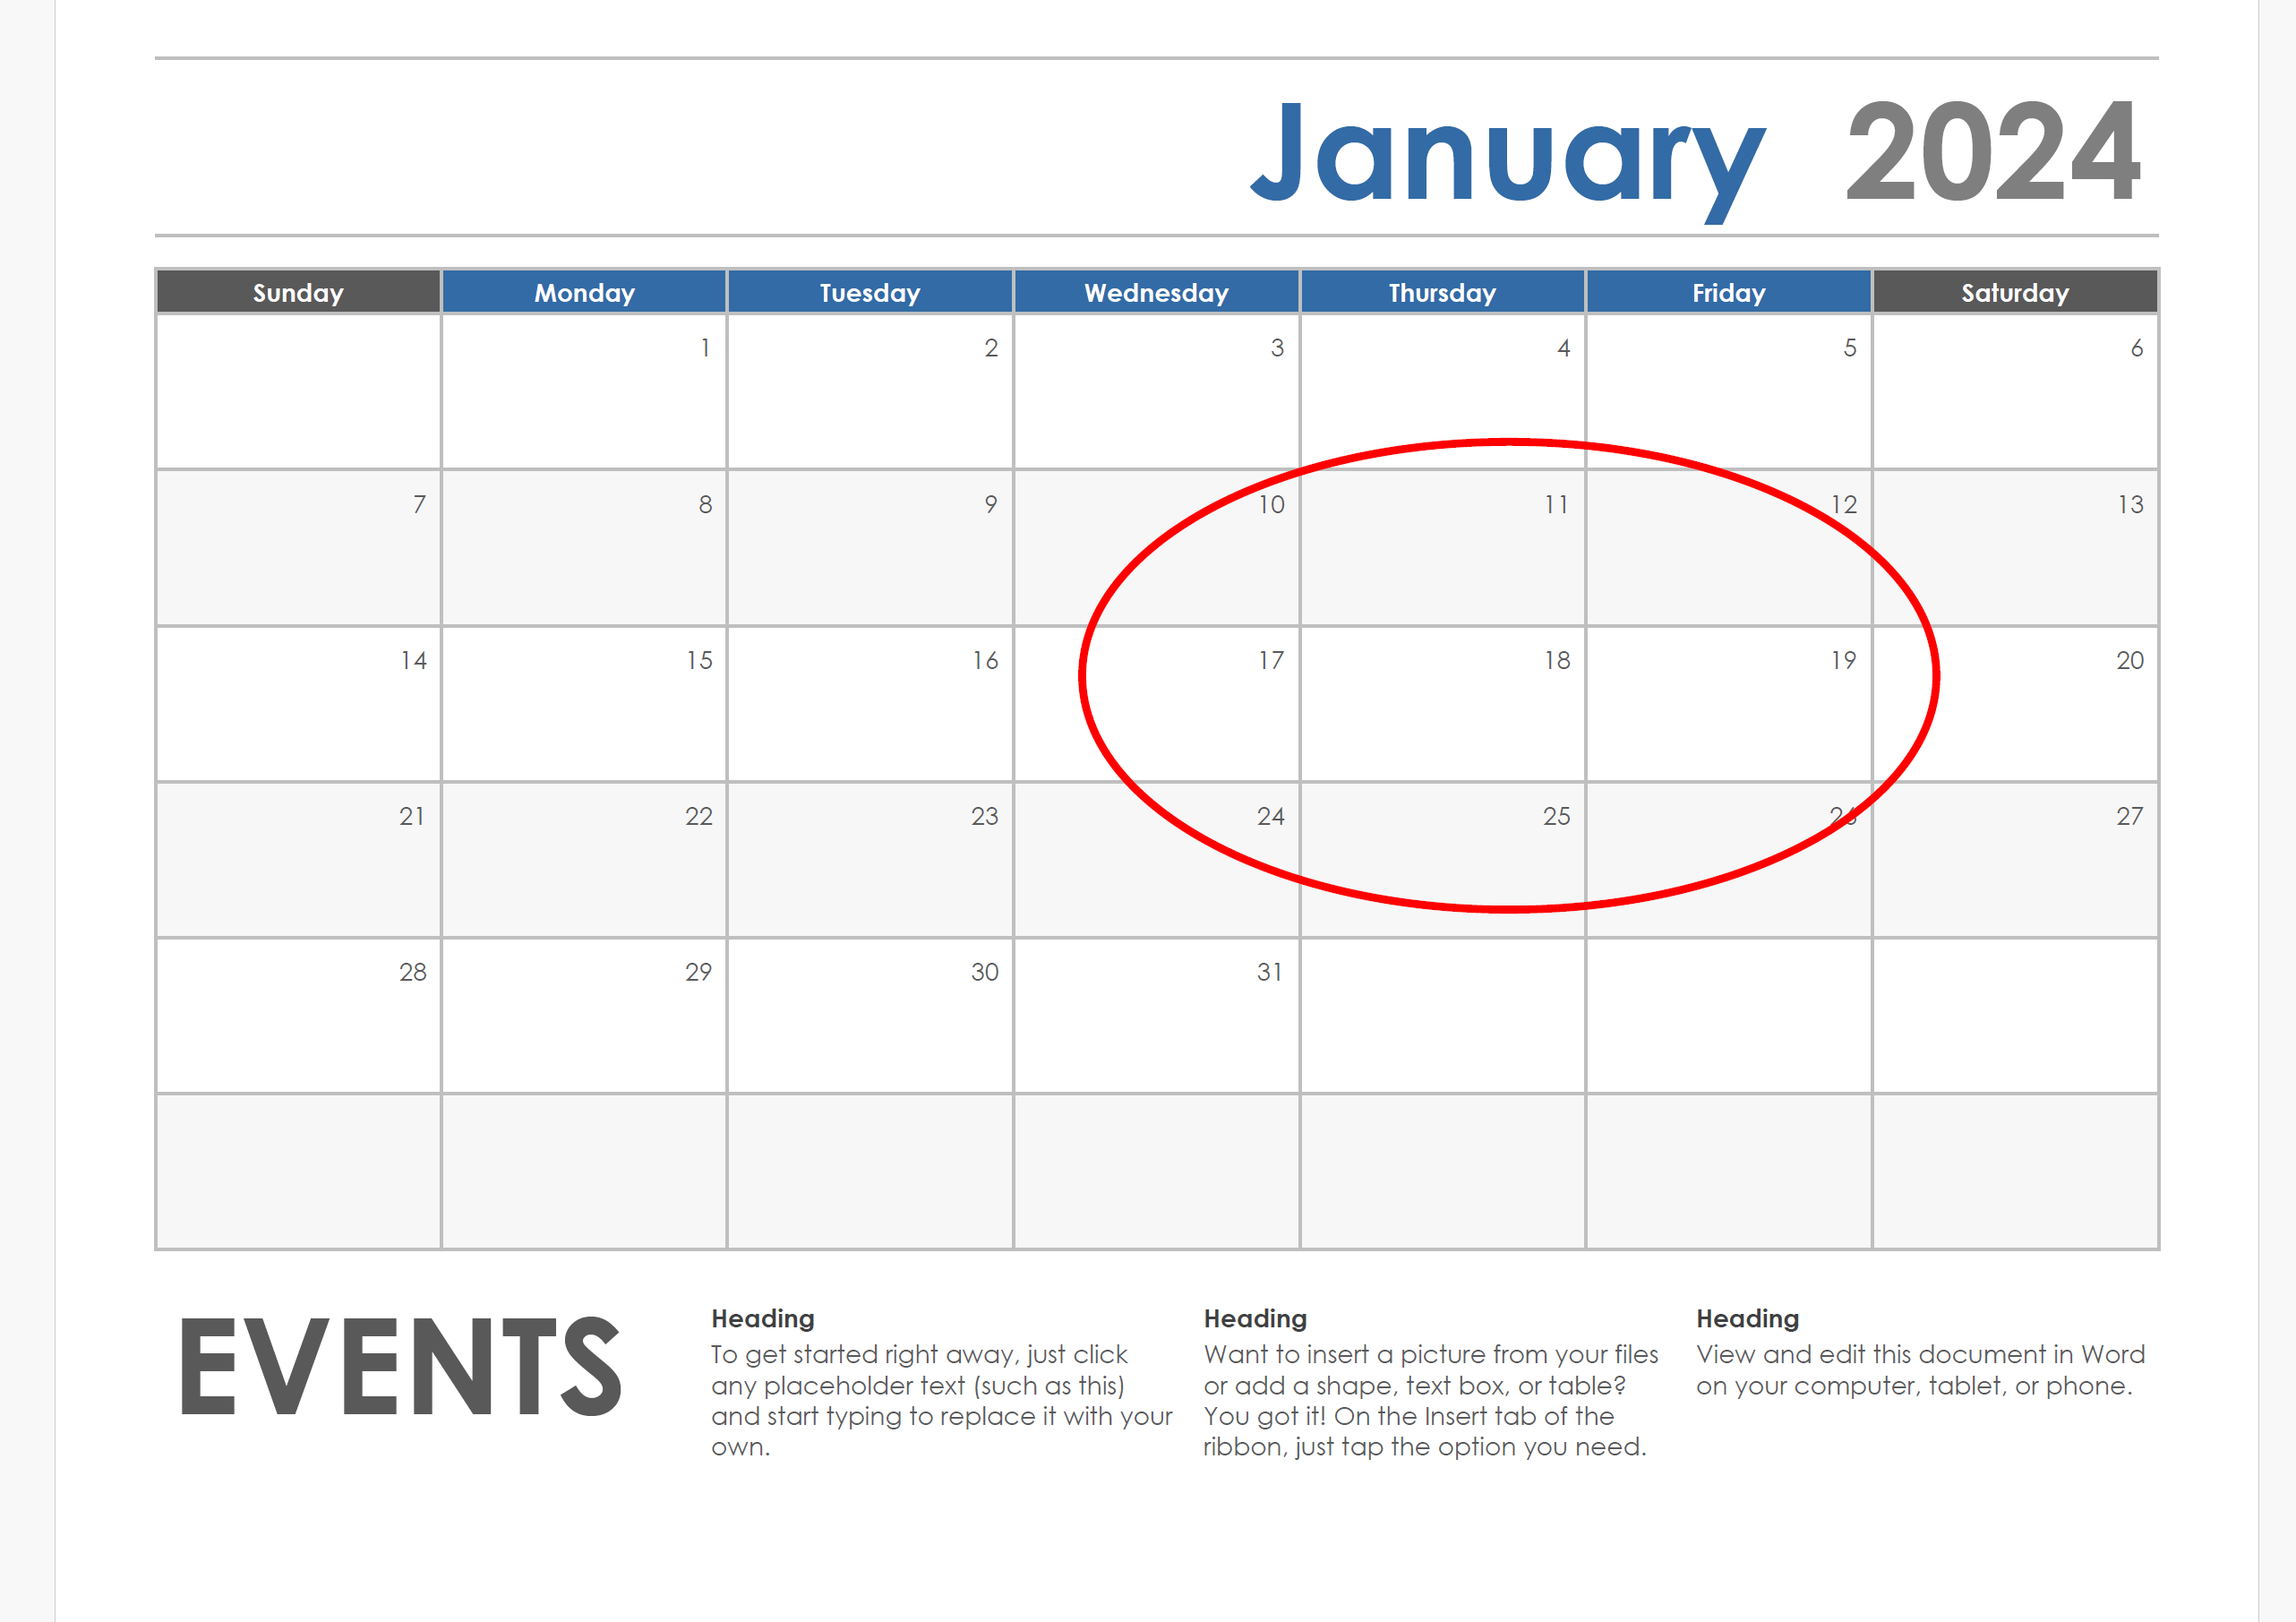 January 2024
Sunday Monday Tuesday Wednesday Thursday Friday Saturday
1 2 3 4 5 6
7 8 9 10 11 12 13
14 15 16 17 18 19 20
21 22 23 24 25 26 27
28 29 30 31
EVENTS
Heading
To get started right away, just click
any placeholder text (such as this)
and start typing to replace it with your
own.
Heading
Want to insert a picture from your files
or add a shape, text box, or table?
You got it! On the Insert tab of the
ribbon, just tap the option you need.
Heading
View and edit this document in Word
on your computer, tablet, or phone.